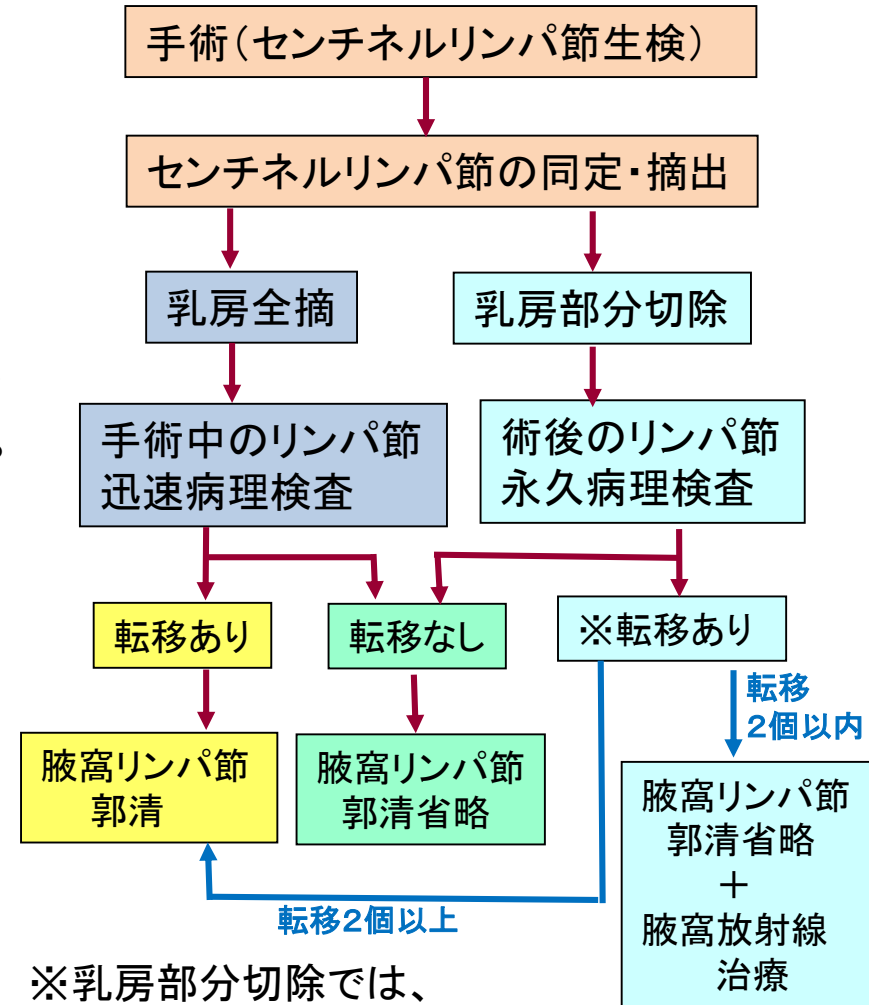 手術(センチネルリンパ節生検)
センチネルリンパ節の同定・摘出
乳房全摘
乳房部分切除
。
手術中のリンパ節
迅速病理検査
術後のリンパ節
永久病理検査
転移あり
転移なし
※転移あり
転移
2個以内
腋窩リンパ節
郭清
腋窩リンパ節
郭清省略
腋窩リンパ節
郭清省略
+
腋窩放射線
治療
転移2個以上
※乳房部分切除では、